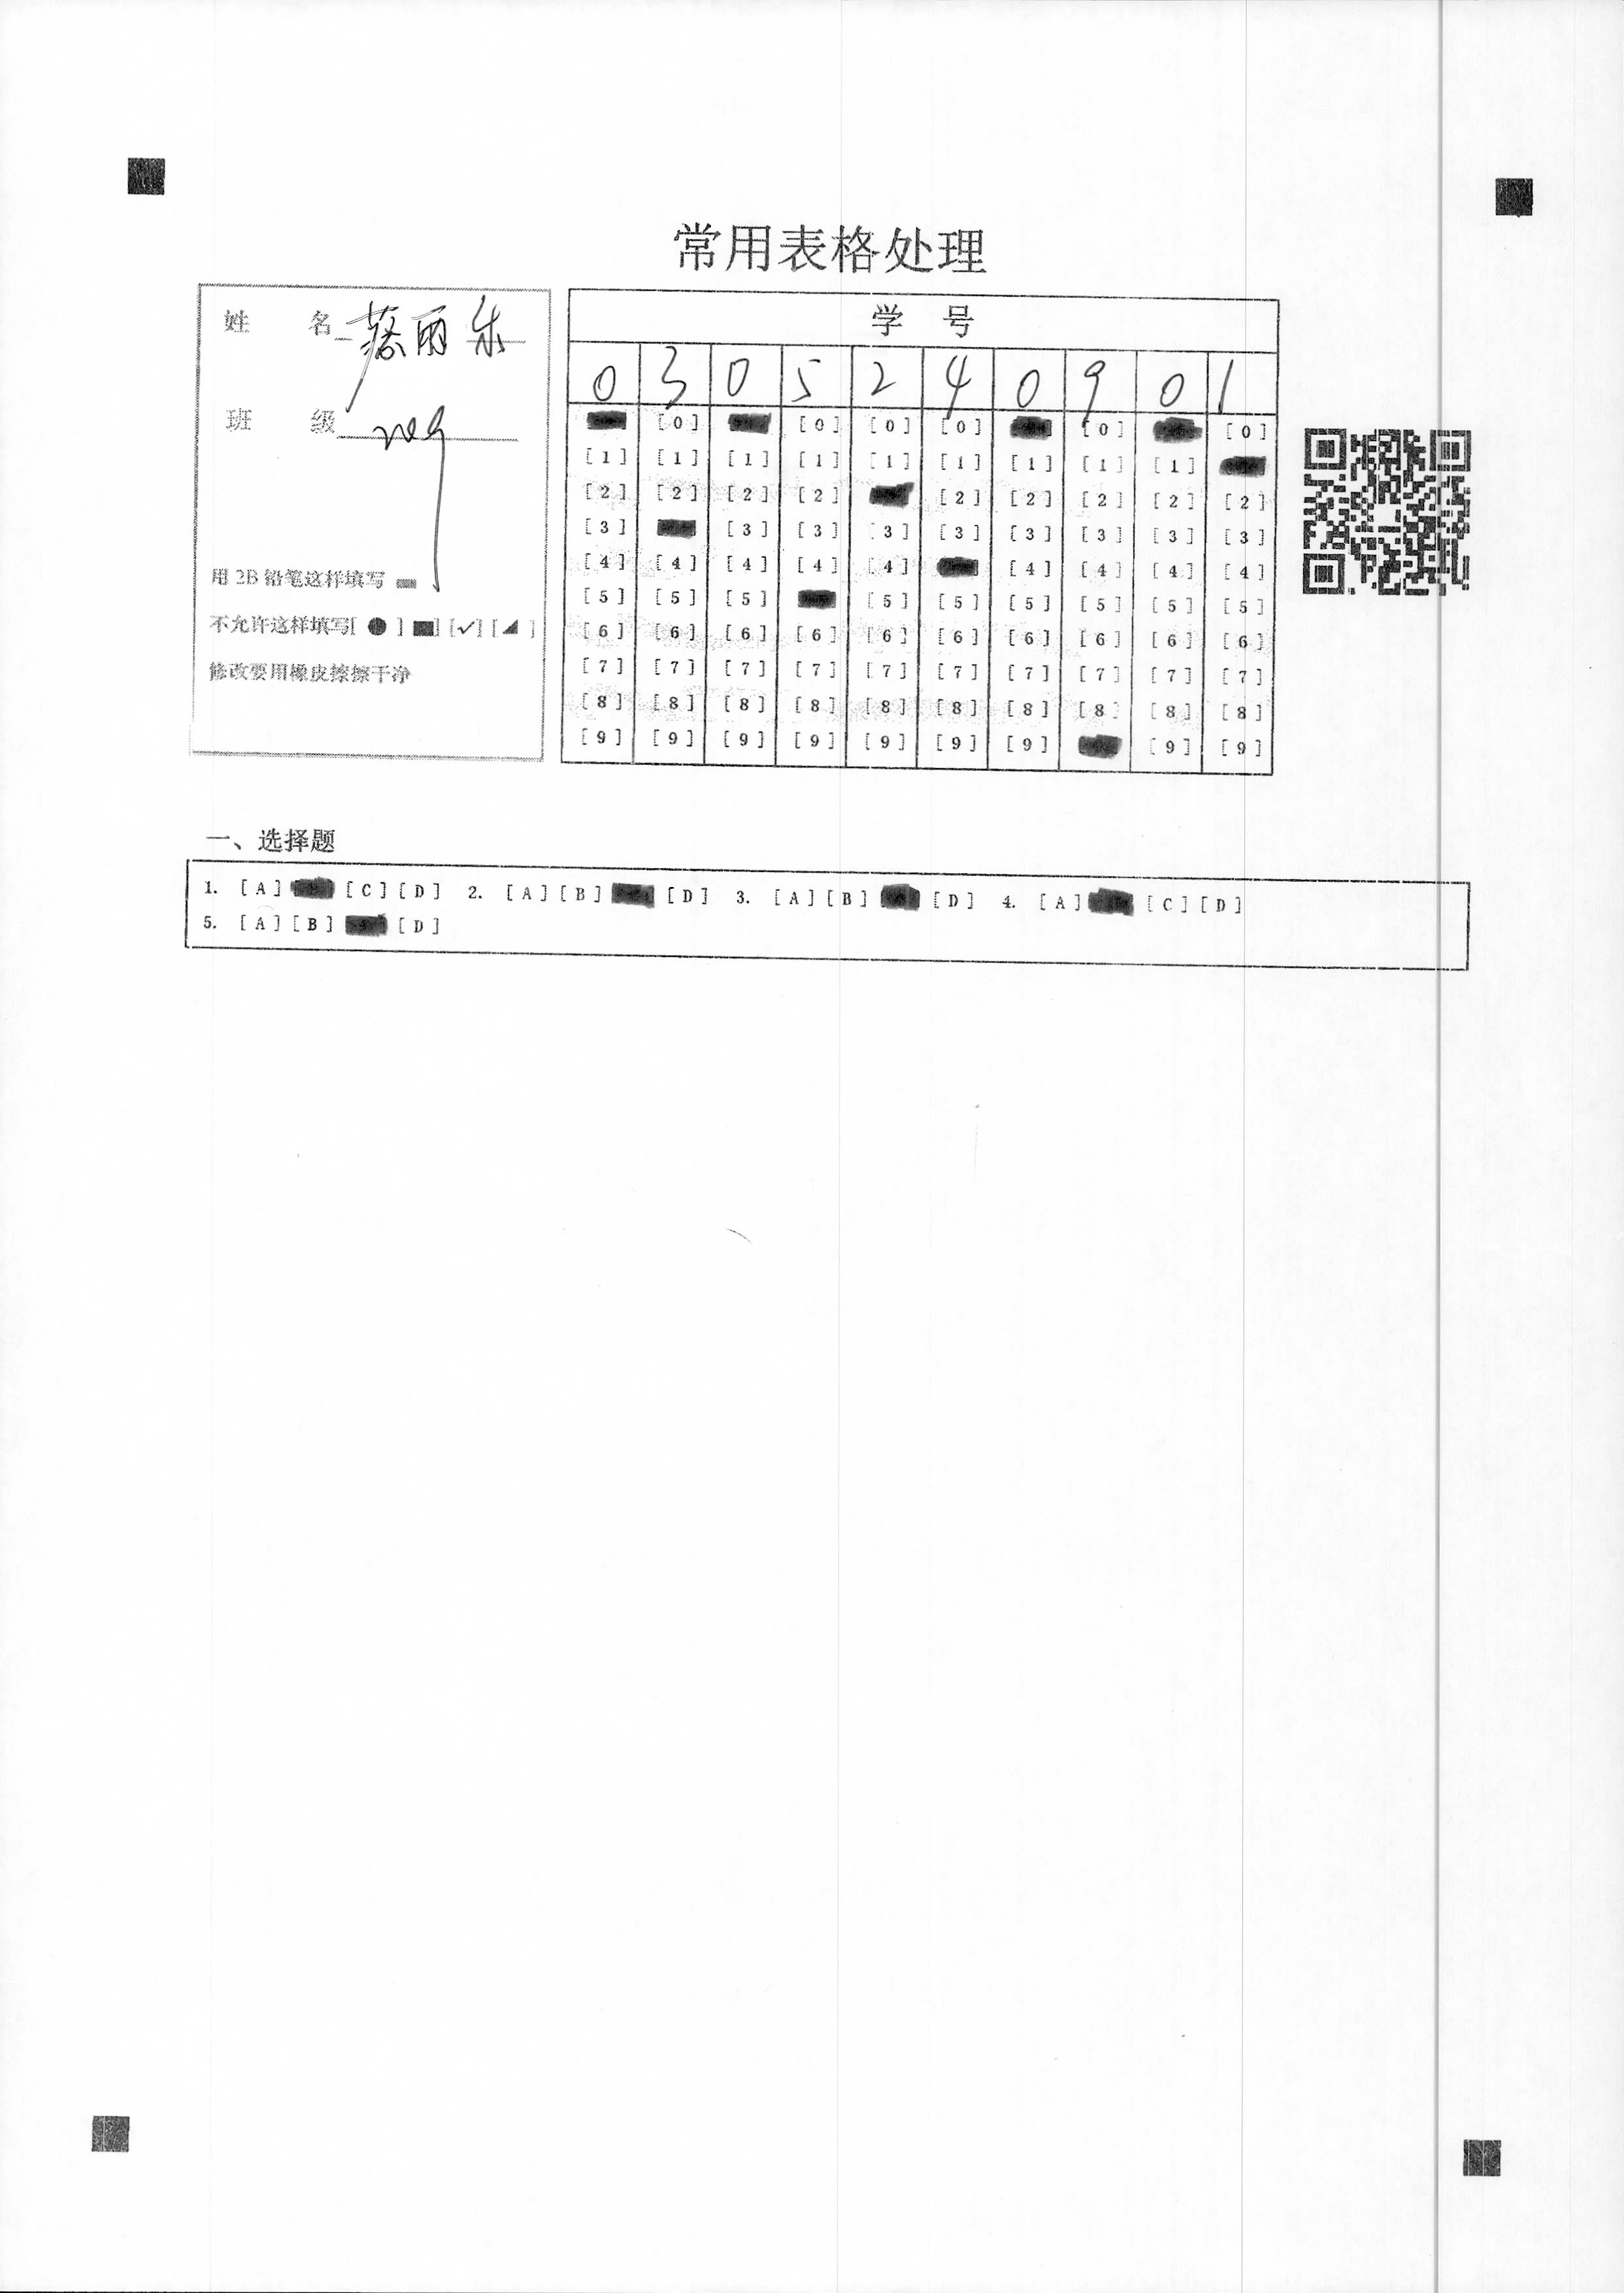 常用表格处理
姓 名 丽乐
班 级
用 2B 铅笔这样填写
不允许这样填写[ ● ] [■] [✓] [◢ ]
修改要用橡皮擦擦干净
学 号
0 3 0 5 2 4 0 9 0 1
[0] [0] [0] [0] [0] [0]
[1] [1] [1] [1] [1] [1] [1] [1] [1]
[2] [2] [2] [2] [2] [2] [2] [2] [2]
[3] [3] [3] [3] [3] [3] [3] [3] [3]
[4] [4] [4] [4] [4] [4] [4] [4] [4]
[5] [5] [5] [5] [5] [5] [5] [5] [5]
[6] [6] [6] [6] [6] [6] [6] [6] [6] [6]
[7] [7] [7] [7] [7] [7] [7] [7] [7] [7]
[8] [8] [8] [8] [8] [8] [8] [8] [8] [8]
[9] [9] [9] [9] [9] [9] [9] [9] [9]
一、选择题
1. [A] [C] [D] 2. [A] [B] [D] 3. [A] [B] [D] 4. [A] [C] [D]
5. [A] [B] [D]